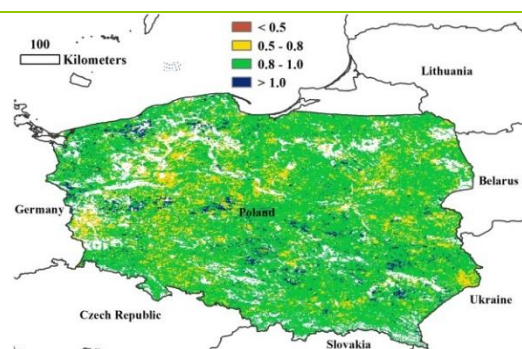 < 0.5
0.5 - 0.8
0.8 - 1.0
> 1.0
100
Kilometers
Lithuania
Belarus
Germany
Poland
Ukraine
Czech Republic
Slovakia